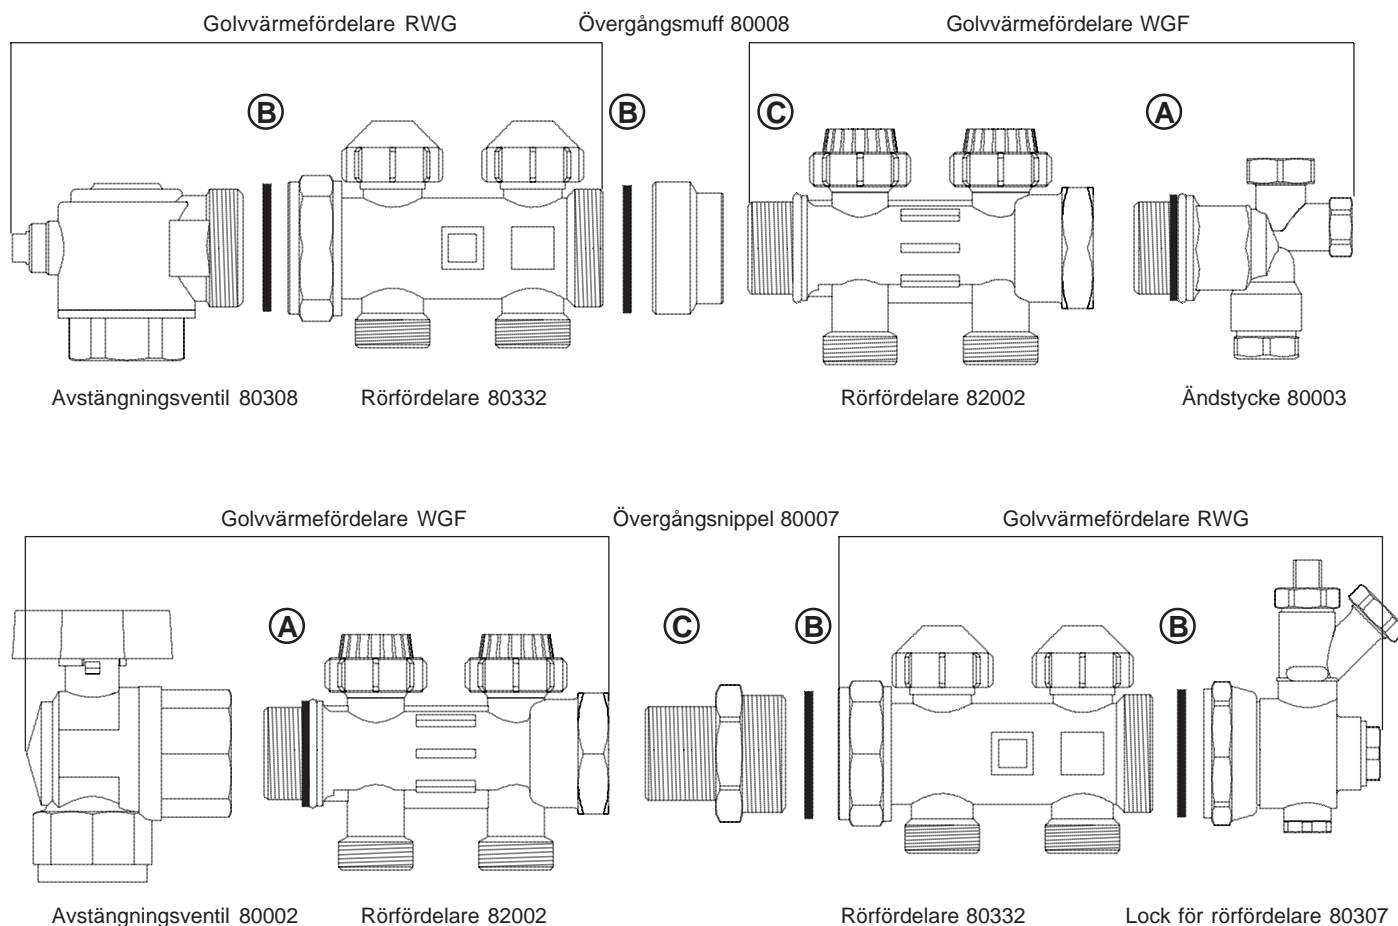 Golvvärmefördelare RWG
Övergångsmuff 80008
Golvvärmefördelare WGF
B
B
C
A
Avstängningsventil 80308
Rörfördelare 80332
Rörfördelare 82002
Ändstycke 80003
Golvvärmefördelare WGF
Övergångsnippel 80007
Golvvärmefördelare RWG
A
C
B
B
Avstängningsventil 80002
Rörfördelare 82002
Rörfördelare 80332
Lock för rörfördelare 80307